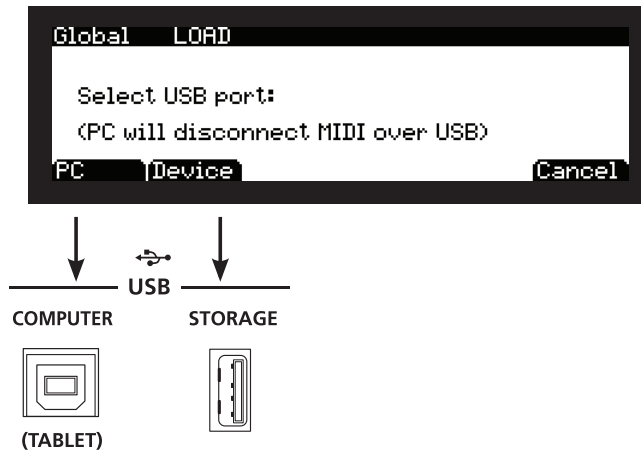 Global LOAD
Select USB port:
(PC will disconnect MIDI over USB)
PC Device Cancel
USB
COMPUTER STORAGE
(TABLET)